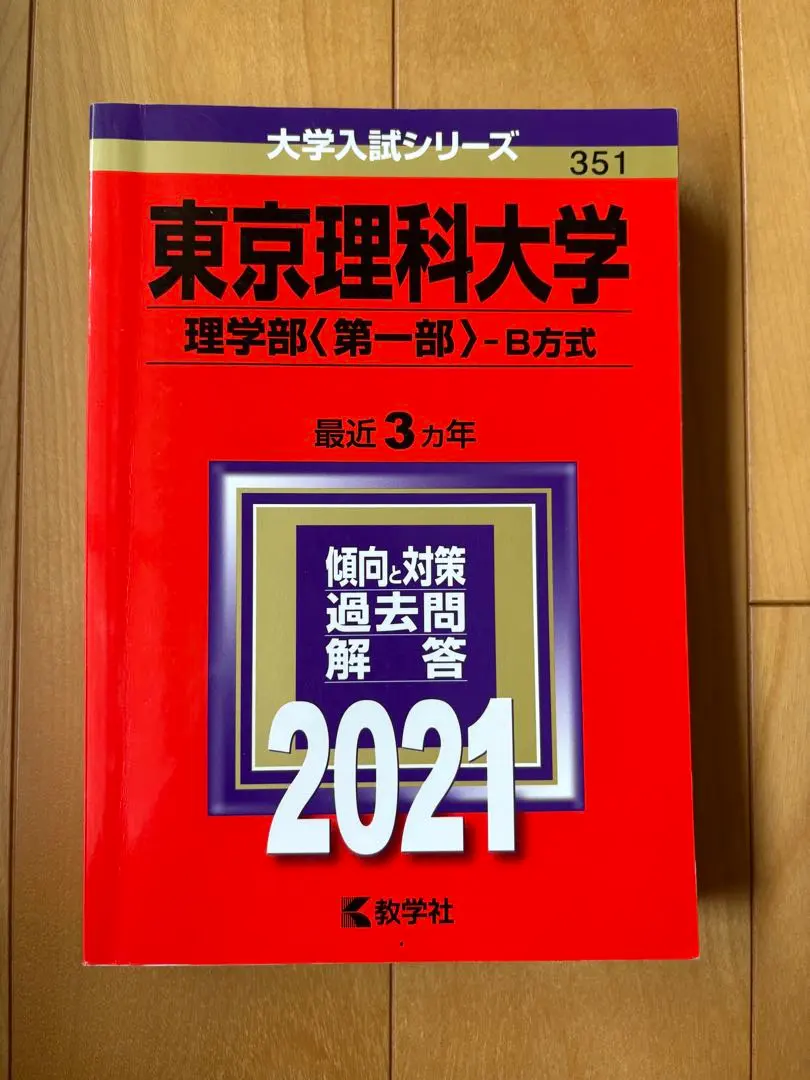 大学入試シリーズ
351
東京理科大学
理学部〈第一部〉-B方式
最近3ヵ年
傾向と対策
過去問
解答
2021
教学社